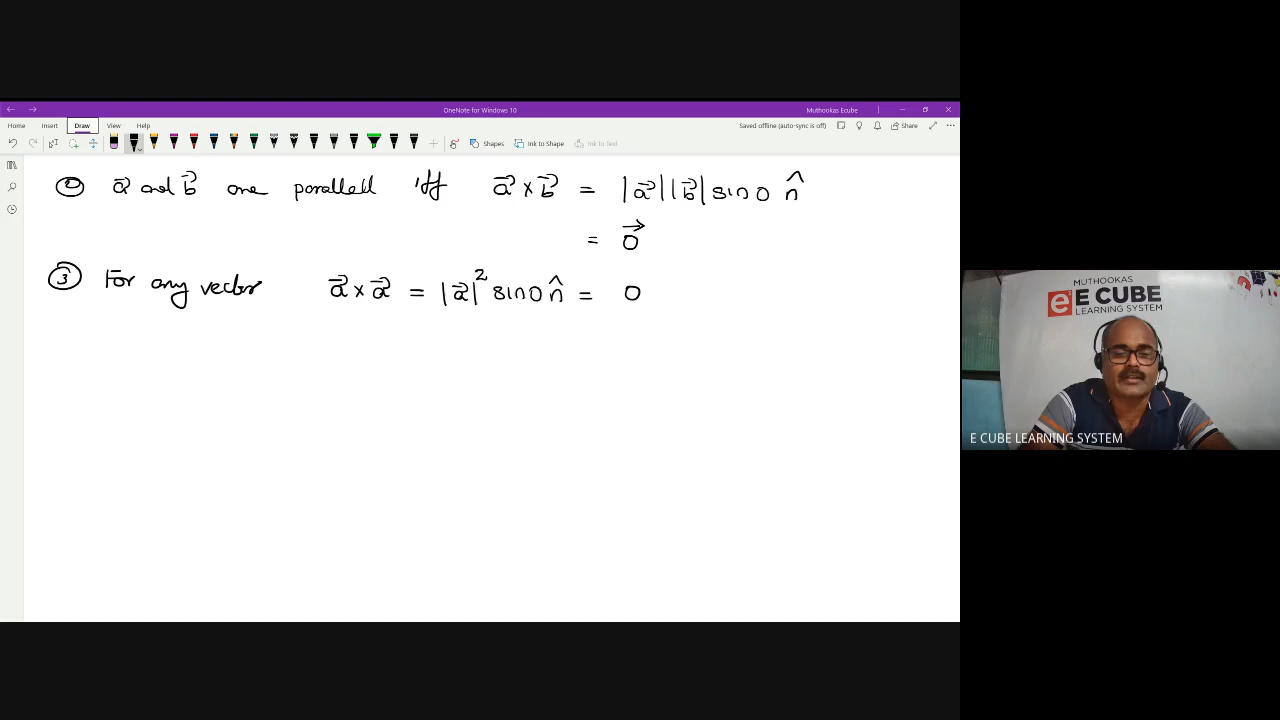 OneNote for Windows 10
Muthookas Ecube
Home Insert Draw View Help
Saved offline (auto-sync is off)
Share
Shapes
Ink to Shape
Ink to Text
② a⃗ and b⃗ are parallell iff a⃗ × b⃗ = |a⃗||b⃗| sin 0 n̂
= 0⃗
③ For any vector a⃗ × a⃗ = |a⃗|² sin 0 n̂ = 0
MUTHOOKAS
e E CUBE
LEARNING SYSTEM
E CUBE LEARNING SYSTEM